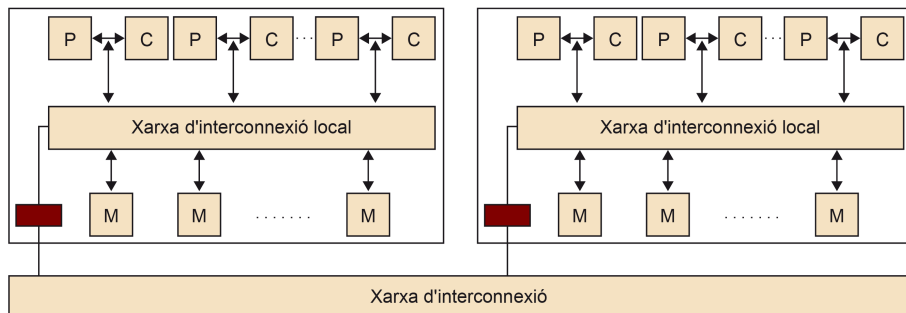 P C P C ··· P C
P C P C ··· P C
Xarxa d'interconnexió local
Xarxa d'interconnexió local
M M ....... M
M M ....... M
Xarxa d'interconnexió